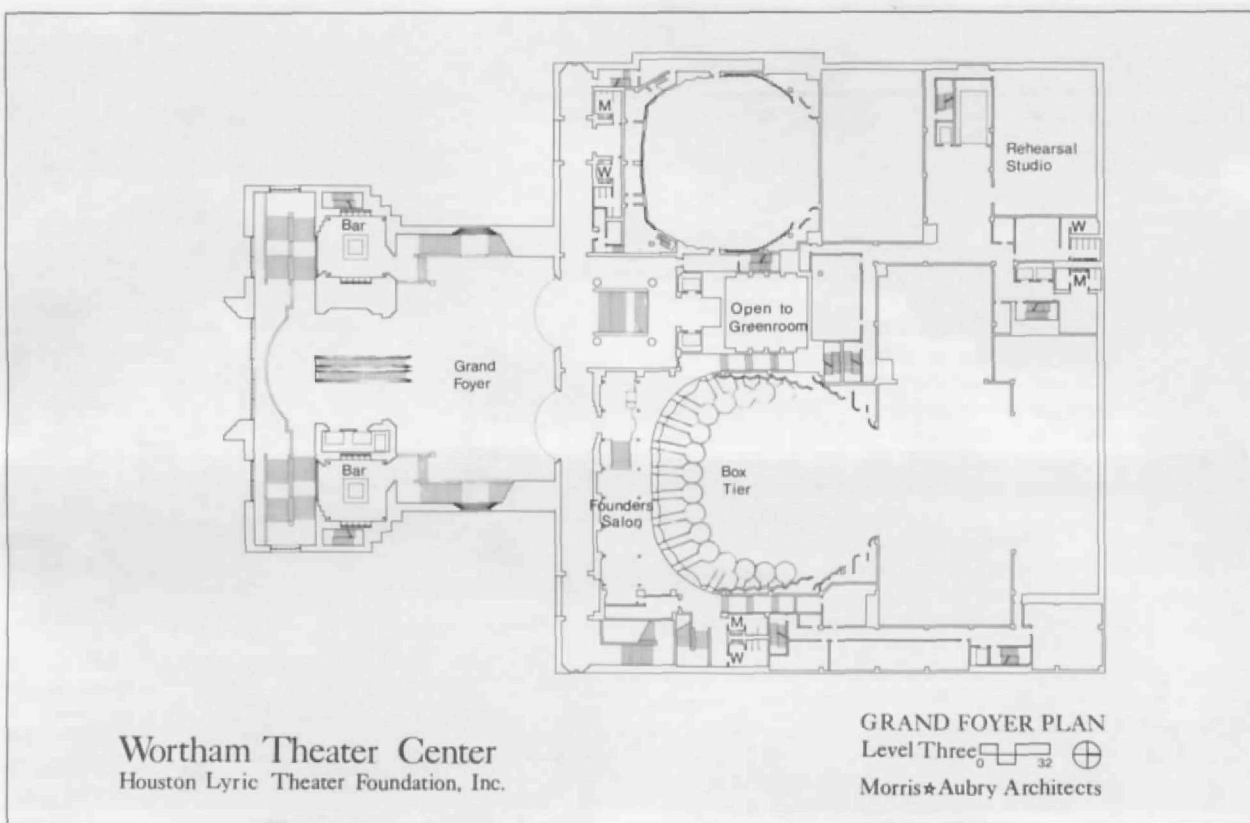 M
W
Rehearsal
Studio
W
M
Bar
Open to
Greenroom
Grand
Foyer
Bar
Box
Tier
Founders
Salon
M
W
Wortham Theater Center
Houston Lyric Theater Foundation, Inc.
GRAND FOYER PLAN
Level Three
0 32
Morris★Aubry Architects